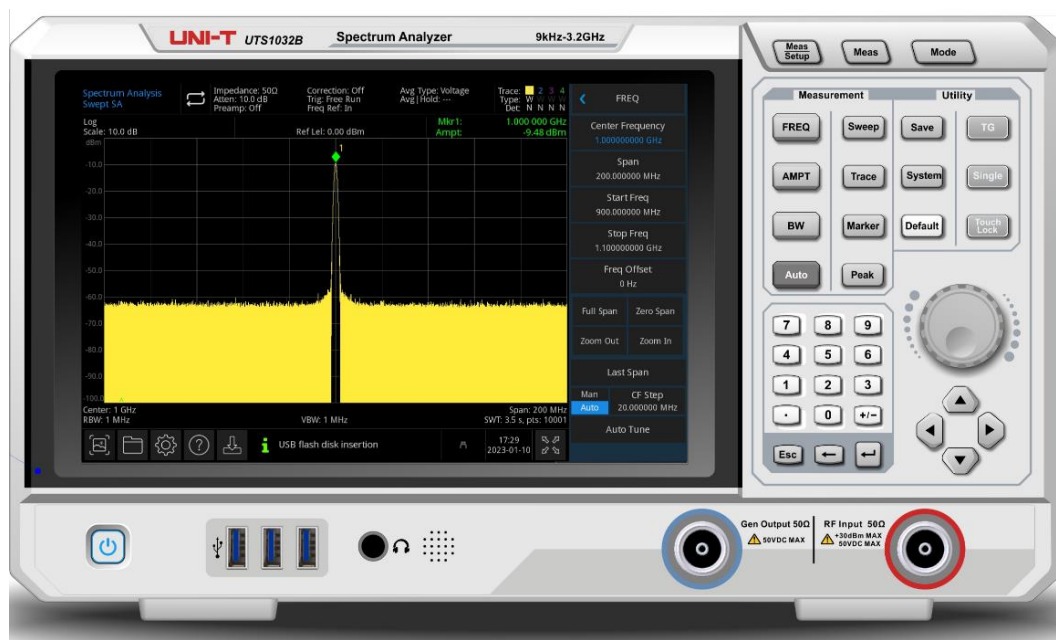 UNI-T UTS1032B Spectrum Analyzer 9kHz-3.2GHz
Spectrum Analysis
Swept SA
Impedance: 50Ω
Atten: 10.0 dB
Preamp: Off
Correction: Off
Trig: Free Run
Freq Ref: In
Avg Type: Voltage
Avg|Hold: ---
Trace: 2 3 4
Type: W W W W
Det: N N N N
Log
Scale: 10.0 dB
Ref Lel: 0.00 dBm
Mkr1: 1.000 000 GHz
Ampt: -9.48 dBm
dBm
1
-10.0
-20.0
-30.0
-40.0
-50.0
-60.0
-70.0
-80.0
-90.0
-100.0
Center: 1 GHz
RBW: 1 MHz
VBW: 1 MHz
Span: 200 MHz
SWT: 3.5 s, pts: 10001
USB flash disk insertion
17:29
2023-01-10
FREQ
Center Frequency
1.000000000 GHz
Span
200.000000 MHz
Start Freq
900.000000 MHz
Stop Freq
1.100000000 GHz
Freq Offset
0 Hz
Full Span Zero Span
Zoom Out Zoom In
Last Span
Man
Auto
CF Step
20.000000 MHz
Auto Tune
Meas
Setup
Meas
Mode
Measurement
Utility
FREQ Sweep Save TG
AMPT Trace System Single
BW Marker Default Touch
Lock
Auto Peak
7 8 9
4 5 6
1 2 3
. 0 +/-
Esc
Gen Output 50Ω
50VDC MAX
RF Input 50Ω
+30dBm MAX
50VDC MAX